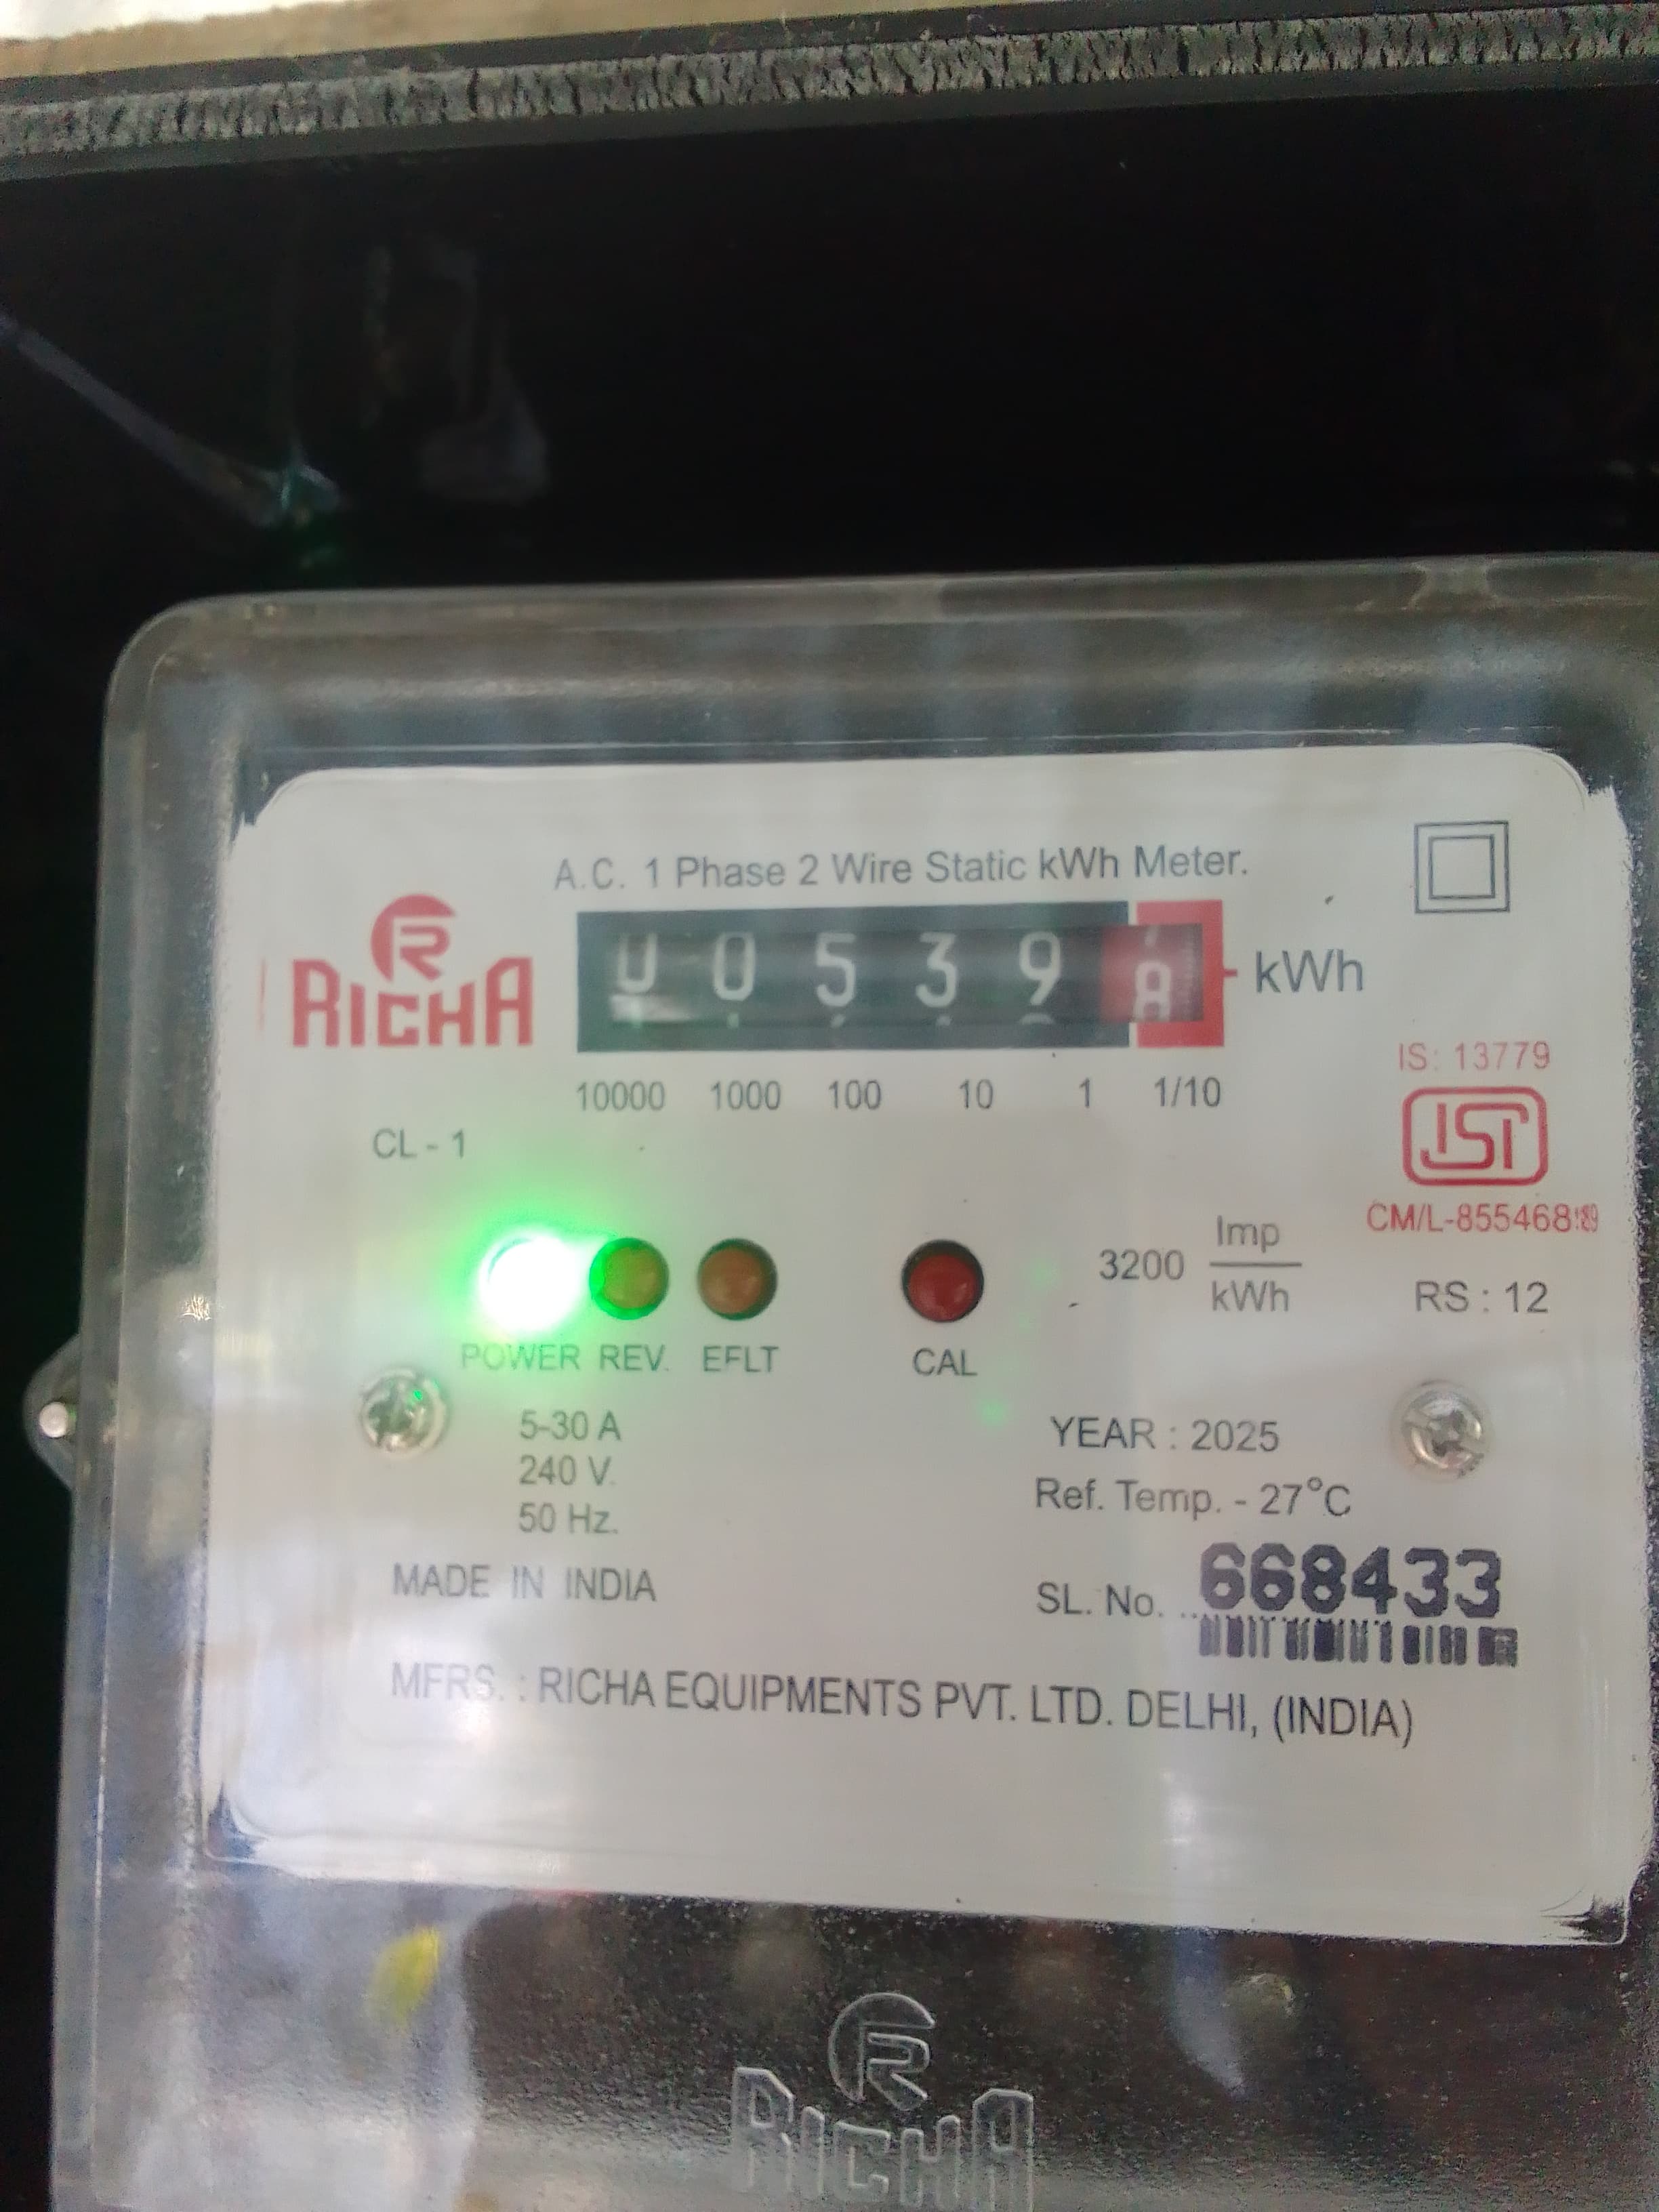 A.C. 1 Phase 2 Wire Static kWh Meter.
R
RICHA
0 0 5 3 9 8 kWh
10000 1000 100 10 1 1/10
IS: 13779
ISI
CL - 1
CM/L-855468
3200 Imp/kWh
RS : 12
POWER REV. EFLT CAL
5-30 A
240 V.
50 Hz.
YEAR : 2025
Ref. Temp. - 27°C
MADE IN INDIA
SL. No. .. 668433
MFRS. : RICHA EQUIPMENTS PVT. LTD. DELHI, (INDIA)
R
RICHA